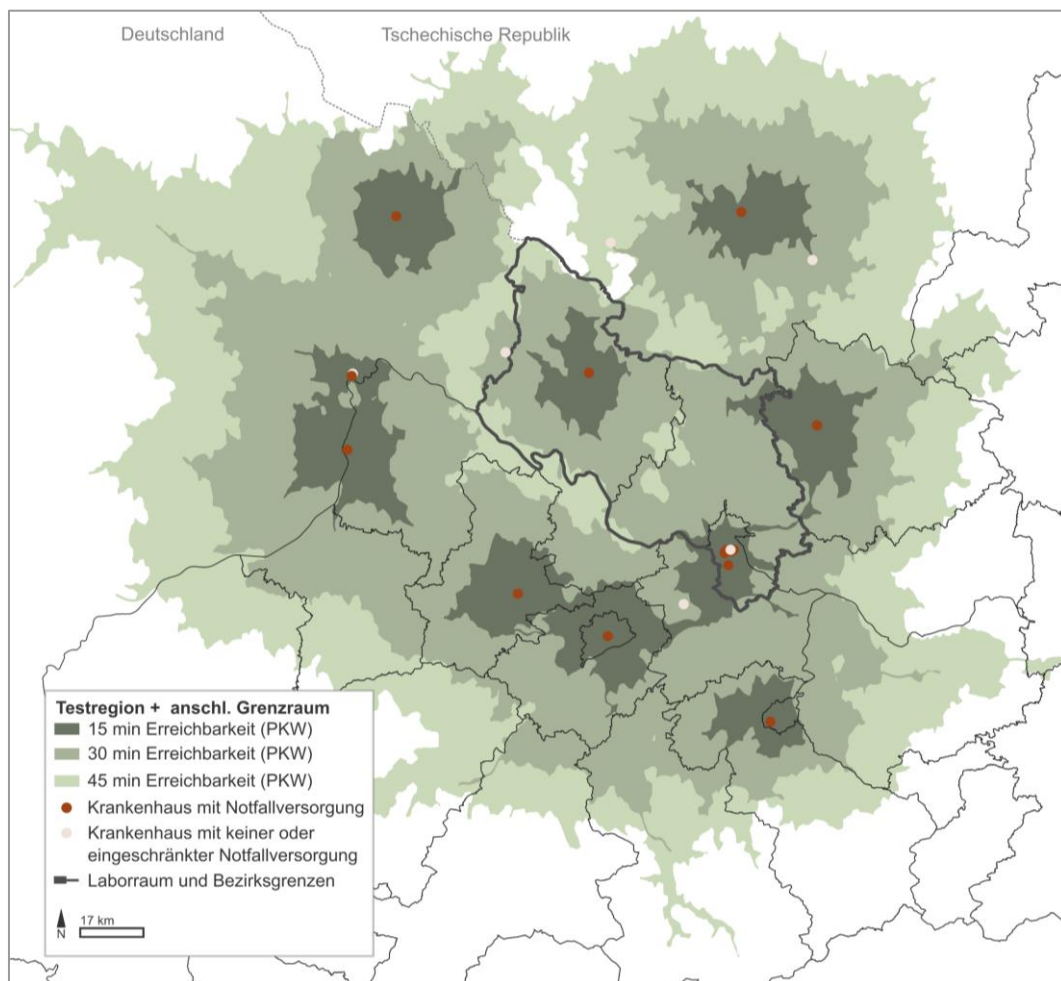 Deutschland
Tschechische Republik
Testregion + anschl. Grenzraum
15 min Erreichbarkeit (PKW)
30 min Erreichbarkeit (PKW)
45 min Erreichbarkeit (PKW)
Krankenhaus mit Notfallversorgung
Krankenhaus mit keiner oder
eingeschränkter Notfallversorgung
Laborraum und Bezirksgrenzen
17 km
N